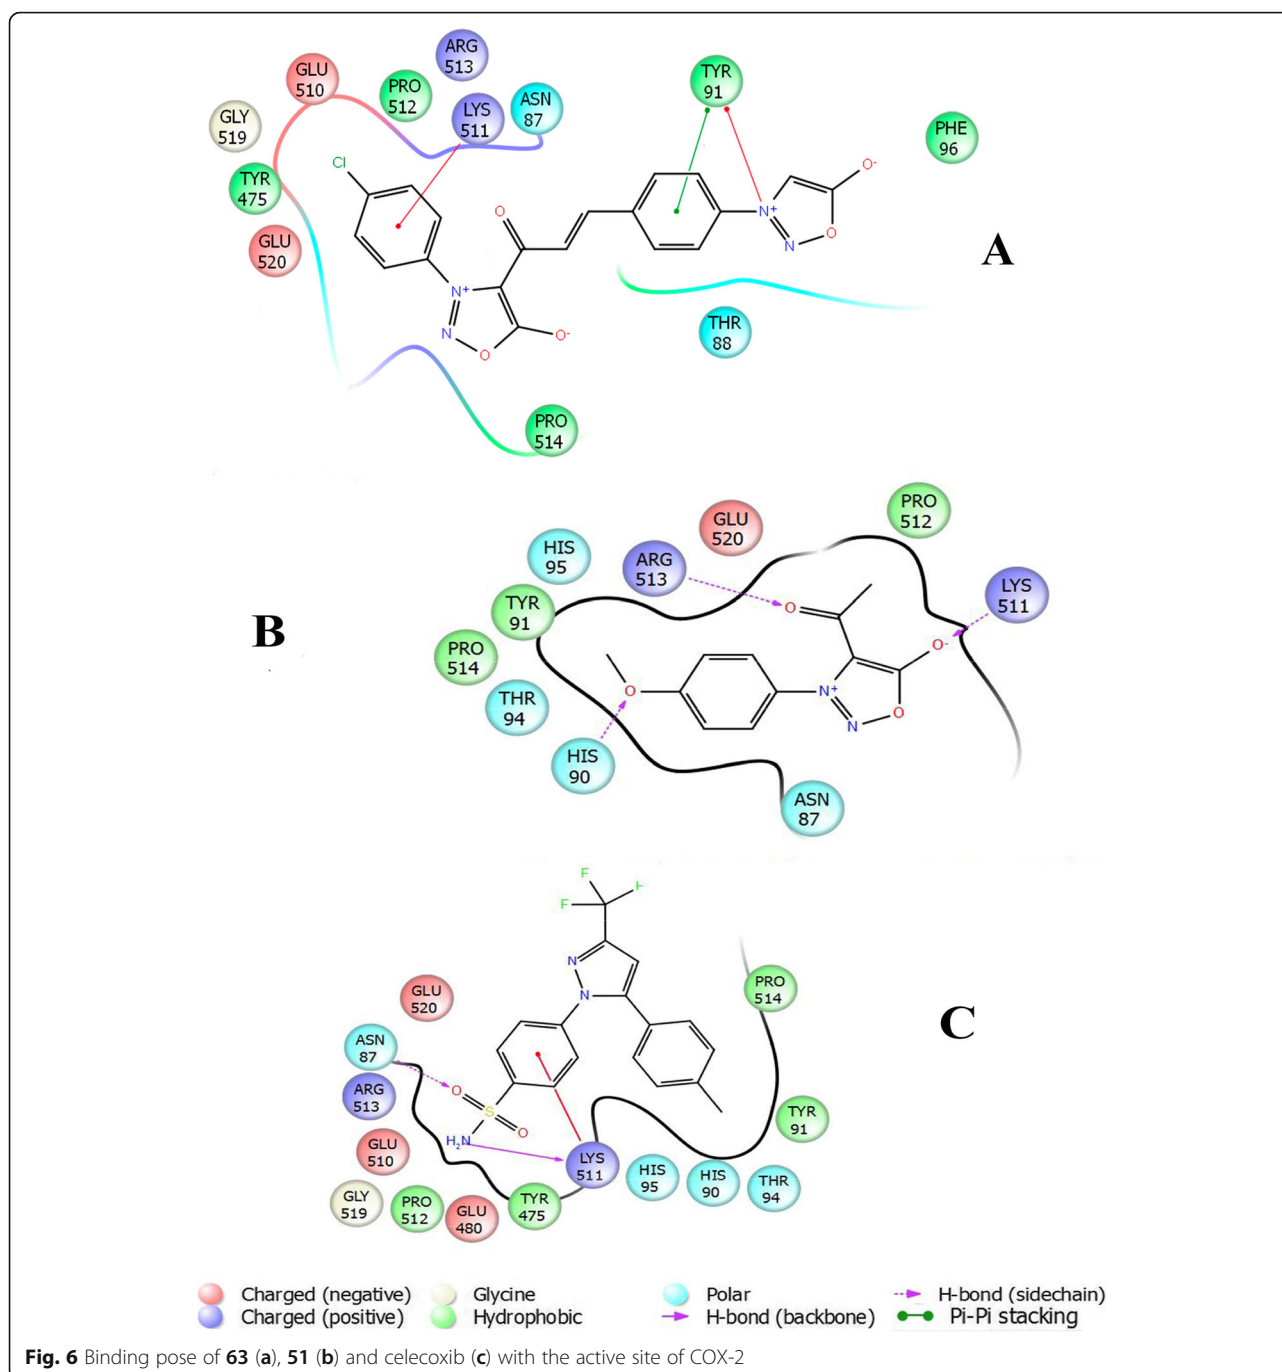 ARG
513
GLU
510
PRO
512
TYR
91
ASN
87
LYS
511
GLY
519
PHE
96
Cl
O-
TYR
475
O
N+
O
GLU
520
N
A
N+
N
O
O-
THR
88
PRO
514
PRO
512
GLU
520
HIS
95
ARG
513
LYS
511
O
TYR
91
B
O-
PRO
514
THR
94
O
N+
O
N
HIS
90
ASN
87
F
F
F
N
PRO
514
GLU
520
N
C
ASN
87
ARG
513
O
S
O
TYR
91
H2N
GLU
510
LYS
511
HIS
95
HIS
90
THR
94
GLY
519
PRO
512
GLU
480
TYR
475
Charged (negative) Glycine Polar H-bond (sidechain)
Charged (positive) Hydrophobic H-bond (backbone) Pi-Pi stacking
Fig. 6 Binding pose of 63 (a), 51 (b) and celecoxib (c) with the active site of COX-2